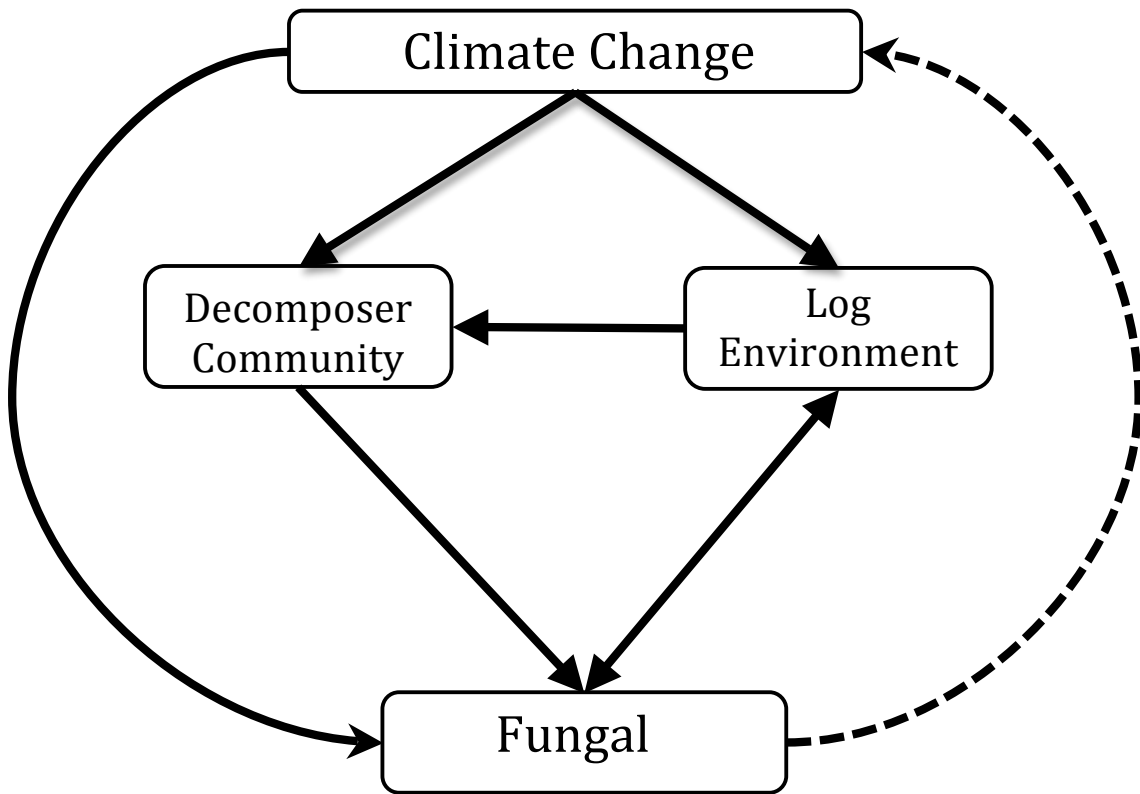 Climate Change
Decomposer
Community
Log
Environment
Fungal